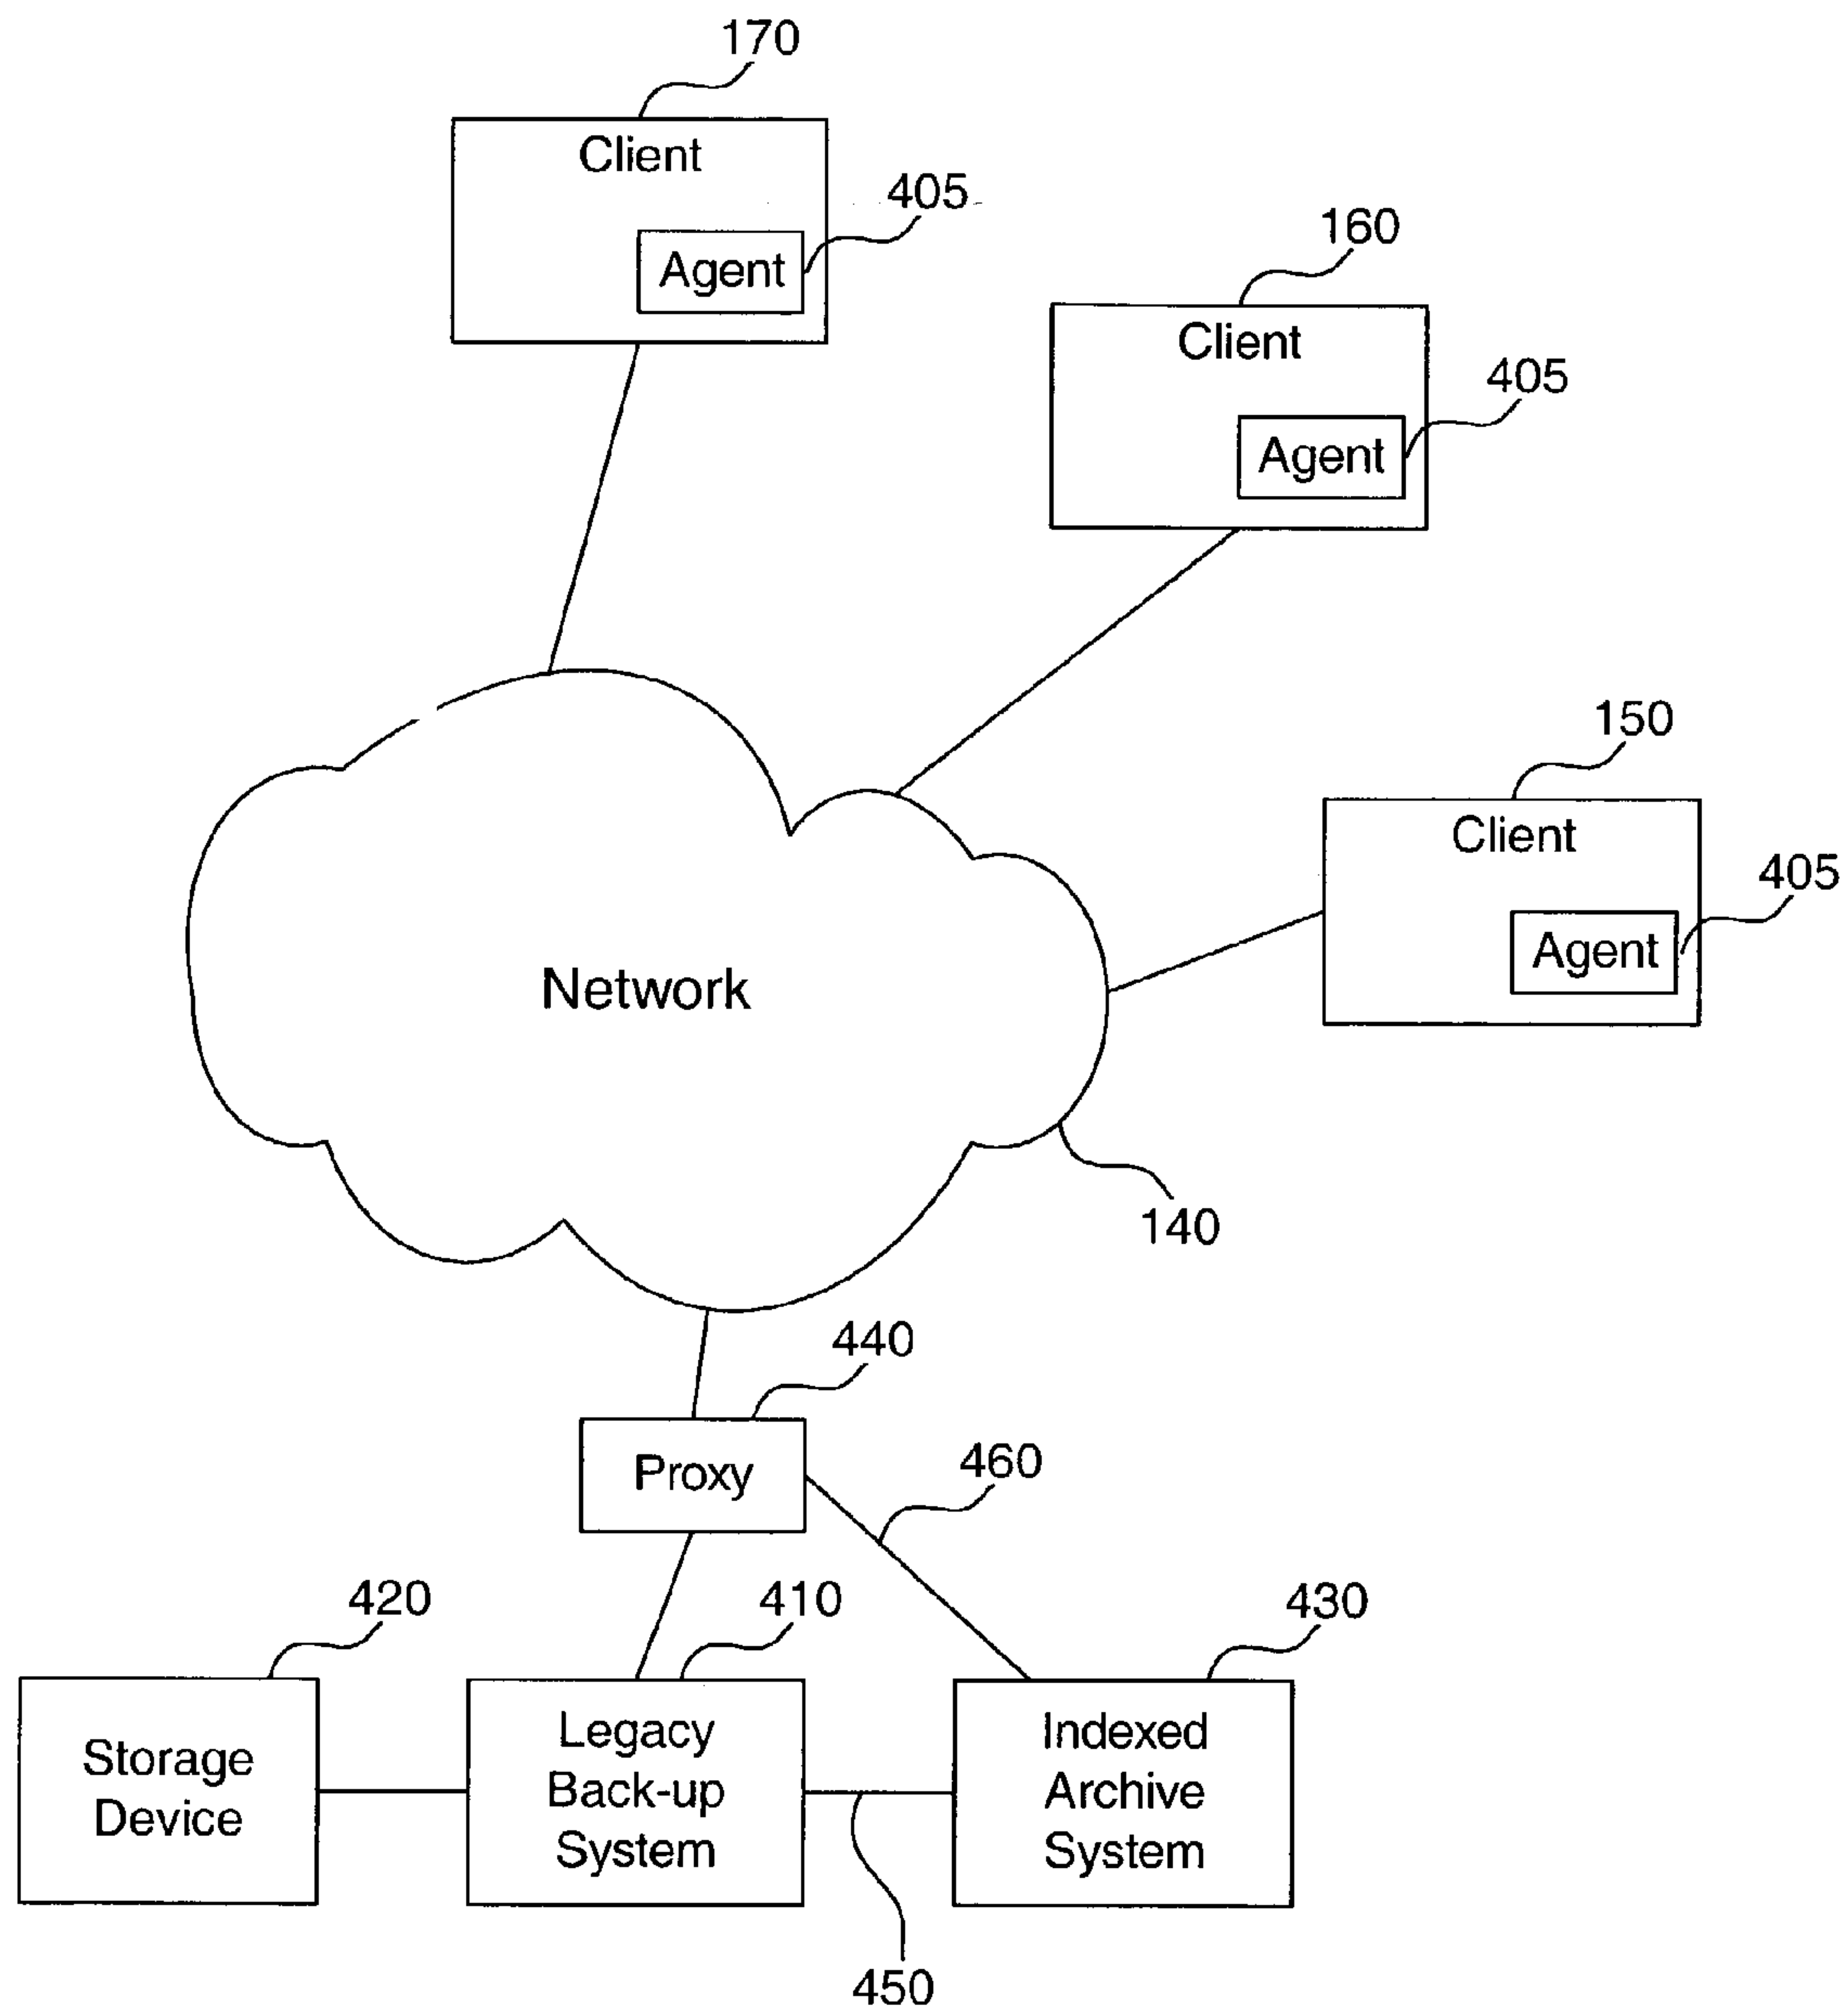 170
Client
405
Agent
160
Client
405
Agent
150
Client
405
Agent
Network
140
440
Proxy
460
420
410
430
Storage
Device
Legacy
Back-up
System
Indexed
Archive
System
450